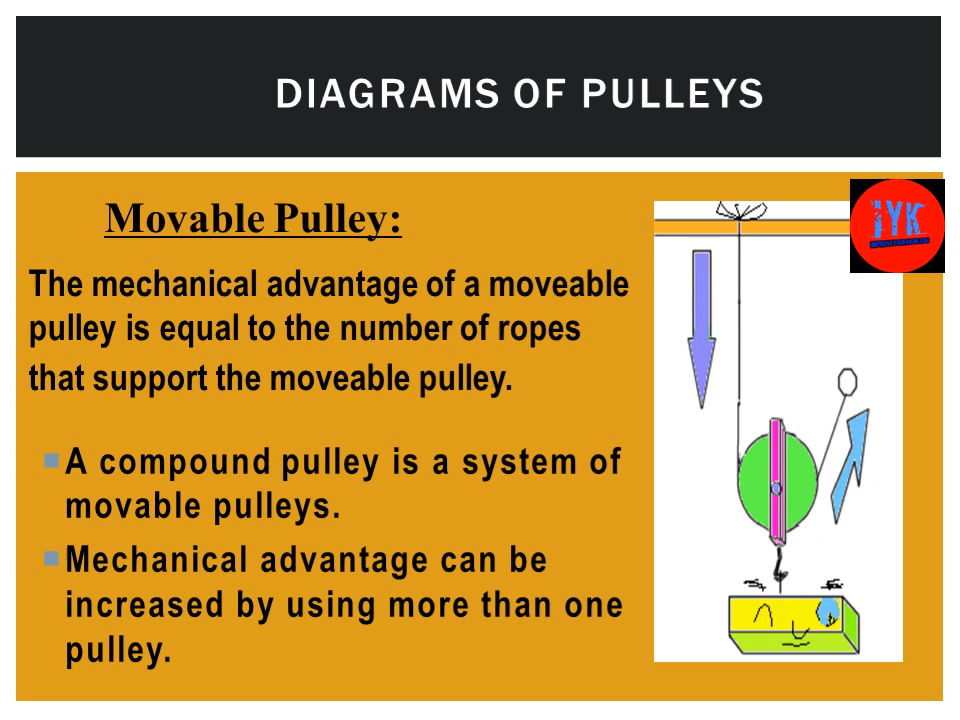 DIAGRAMS OF PULLEYS
Movable Pulley:
The mechanical advantage of a moveable
pulley is equal to the number of ropes
that support the moveable pulley.
A compound pulley is a system of
movable pulleys.
Mechanical advantage can be
increased by using more than one
pulley.
IYK